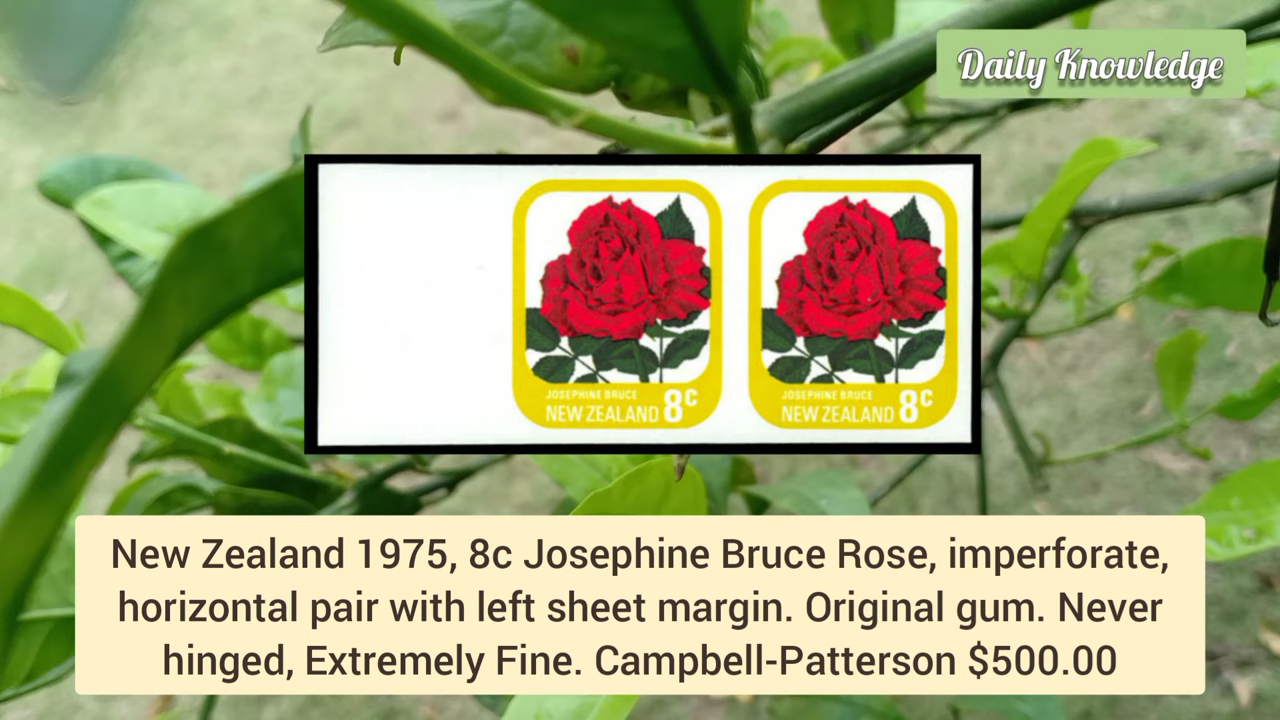 Daily Knowledge
JOSEPHINE BRUCE
NEW ZEALAND 8c
JOSEPHINE BRUCE
NEW ZEALAND 8c
New Zealand 1975, 8c Josephine Bruce Rose, imperforate,
horizontal pair with left sheet margin. Original gum. Never
hinged, Extremely Fine. Campbell-Patterson $500.00